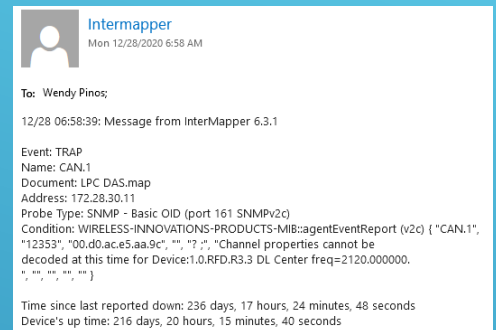 Intermapper
Mon 12/28/2020 6:58 AM
To: Wendy Pinos;
12/28 06:58:39: Message from InterMapper 6.3.1
Event: TRAP
Name: CAN.1
Document: LPC DAS.map
Address: 172.28.30.11
Probe Type: SNMP - Basic OID (port 161 SNMPv2c)
Condition: WIRELESS-INNOVATIONS-PRODUCTS-MIB::agentEventReport (v2c) { "CAN.1",
"12353", "00.d0.ac.e5.aa.9c", "", "? ;", "Channel properties cannot be
decoded at this time for Device:1.0.RFD.R3.3 DL Center freq=2120.000000.
", "", "", "", "" }
Time since last reported down: 236 days, 17 hours, 24 minutes, 48 seconds
Device's up time: 216 days, 20 hours, 15 minutes, 40 seconds